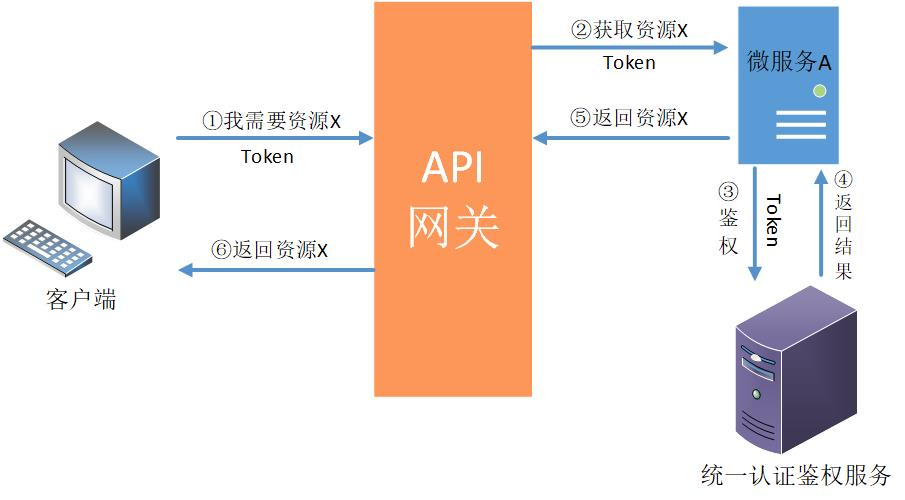 ②获取资源X
Token
微服务A
①我需要资源X
Token
⑤返回资源X
API
网关
③鉴权
Token
④返回结果
⑥返回资源X
客户端
统一认证鉴权服务